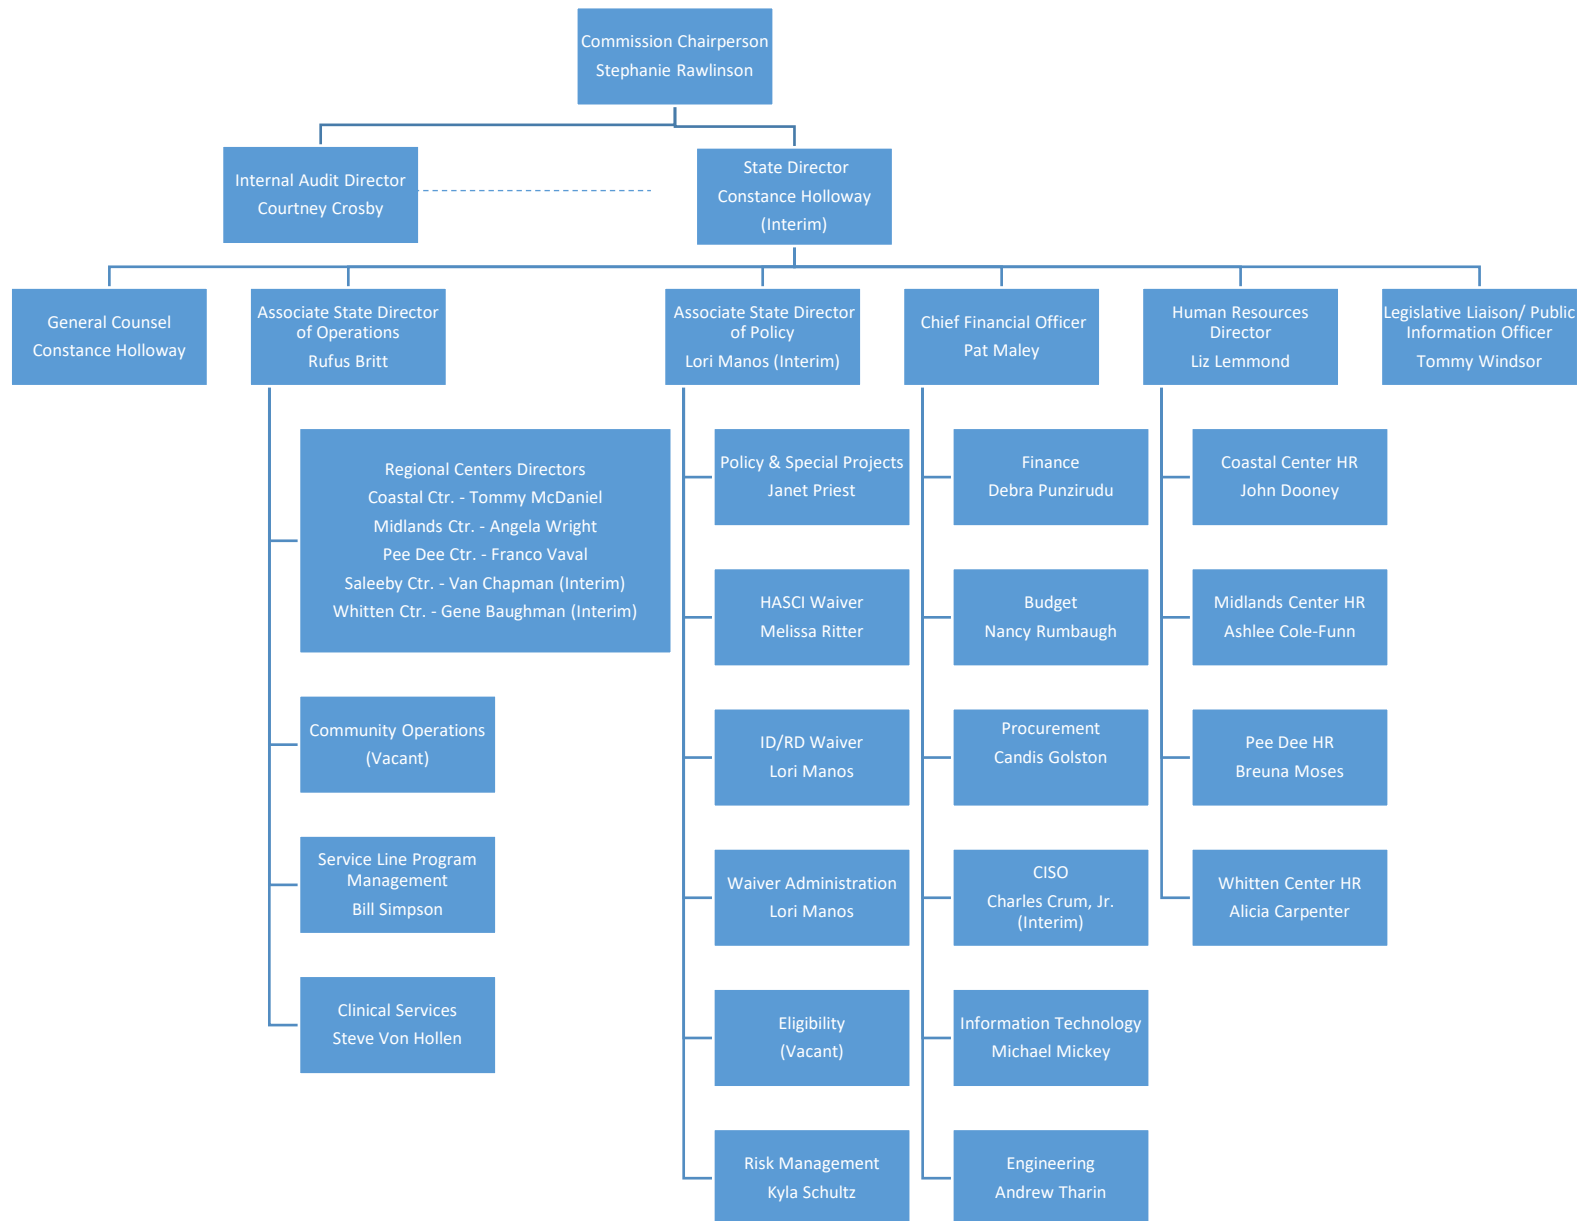 Commission Chairperson
Stephanie Rawlinson
Internal Audit Director
Courtney Crosby
State Director
Constance Holloway
(Interim)
General Counsel
Constance Holloway
Associate State Director
of Operations
Rufus Britt
Associate State Director
of Policy
Lori Manos (Interim)
Chief Financial Officer
Pat Maley
Human Resources
Director
Liz Lemmond
Legislative Liaison/ Public
Information Officer
Tommy Windsor
Regional Centers Directors
Coastal Ctr. - Tommy McDaniel
Midlands Ctr. - Angela Wright
Pee Dee Ctr. - Franco Vaval
Saleeby Ctr. - Van Chapman (Interim)
Whitten Ctr. - Gene Baughman (Interim)
Community Operations
(Vacant)
Service Line Program
Management
Bill Simpson
Clinical Services
Steve Von Hollen
Policy & Special Projects
Janet Priest
HASCI Waiver
Melissa Ritter
ID/RD Waiver
Lori Manos
Waiver Administration
Lori Manos
Eligibility
(Vacant)
Risk Management
Kyla Schultz
Finance
Debra Punzirudu
Budget
Nancy Rumbaugh
Procurement
Candis Golston
CISO
Charles Crum, Jr.
(Interim)
Information Technology
Michael Mickey
Engineering
Andrew Tharin
Coastal Center HR
John Dooney
Midlands Center HR
Ashlee Cole-Funn
Pee Dee HR
Breuna Moses
Whitten Center HR
Alicia Carpenter